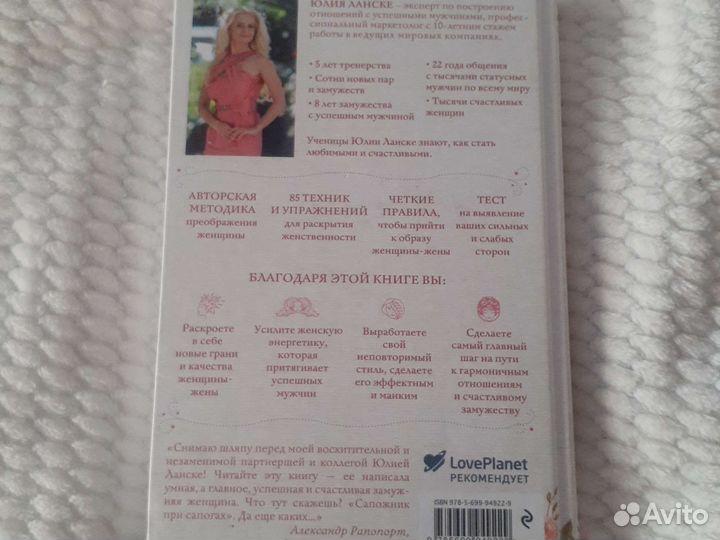 ЮЛИЯ ЛАНСКЕ – эксперт по построению
отношений с успешными мужчинами, профес-
сиональный маркетолог с 10-летним стажем
работы в ведущих мировых компаниях.
• 5 лет тренерства
• Сотни новых пар
и замужеств
• 8 лет замужества
с успешным мужчиной
• 22 года общения
с тысячами статусных
мужчин по всему миру
• Тысячи счастливых
женщин
Ученицы Юлии Ланске знают, как стать
любимыми и счастливыми.
АВТОРСКАЯ
МЕТОДИКА
преображения
женщины
85 ТЕХНИК
И УПРАЖНЕНИЙ
для раскрытия
женственности
ЧЕТКИЕ
ПРАВИЛА,
чтобы прийти
к образу
женщины-жены
ТЕСТ
на выявление
ваших сильных
и слабых
сторон
БЛАГОДАРЯ ЭТОЙ КНИГЕ ВЫ:
Раскроете
в себе
новые грани
и качества
женщины-
жены
Усилите женскую
энергетику,
которая
притягивает
успешных
мужчин
Выработаете
свой
неповторимый
стиль, сделаете
его эффектным
и манким
Сделаете
самый главный
шаг на пути
к гармоничным
отношениям
и счастливому
замужеству
«Снимаю шляпу перед моей восхитительной и
незаменимой партнершей и коллегой Юлией
Ланске! Читайте эту книгу — ее написала
умная, а главное, успешная и счастливая замуж-
няя женщина. Что тут скажешь? «Сапожник
при сапогах». Да еще каких...»
Александр Рапопорт,
LovePlanet
РЕКОМЕНДУЕТ
ISBN 978-5-699-94922-9
Avito